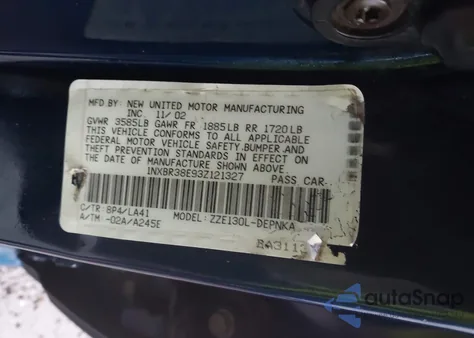 MFD.BY: NEW UNITED MOTOR MANUFACTURING
INC 11/02
GVWR 3585LB GAWR FR 1885LB RR 1720LB
THIS VEHICLE CONFORMS TO ALL APPLICABLE
FEDERAL MOTOR VEHICLE SAFETY,BUMPER,AND
THEFT PREVENTION STANDARDS IN EFFECT
ON THE DATE OF MANUFACTURE SHOWN
ABOVE.
1NXBR38E93Z121327 PASS CAR
C/TR: 8P4/LA41 MODEL: ZZE130L-DEPNKA
A/TM: -02A/A245E
autoSnap